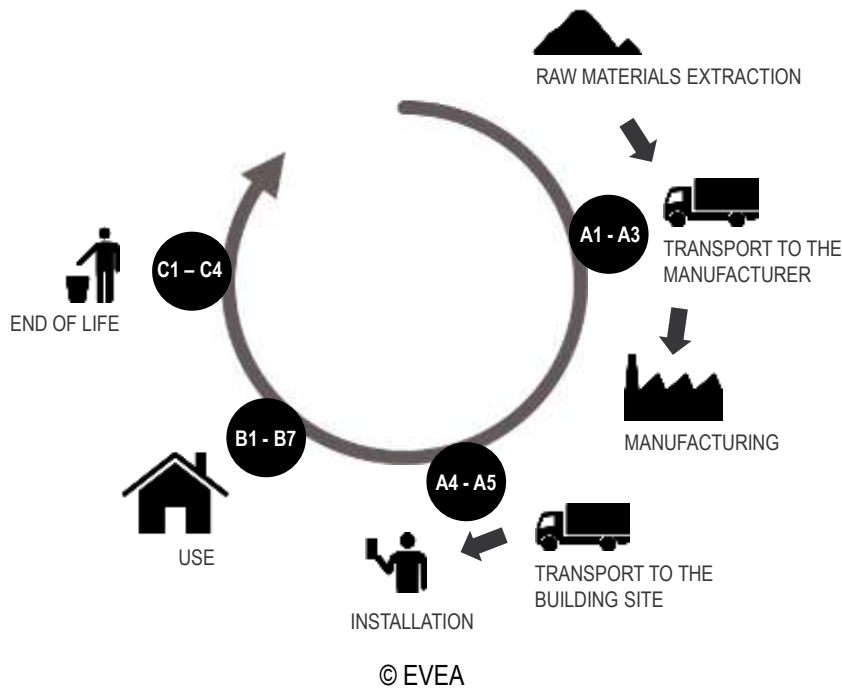 RAW MATERIALS EXTRACTION
A1 - A3
TRANSPORT TO THE
MANUFACTURER
MANUFACTURING
A4 - A5
TRANSPORT TO THE
BUILDING SITE
INSTALLATION
B1 - B7
USE
C1 – C4
END OF LIFE
© EVEA